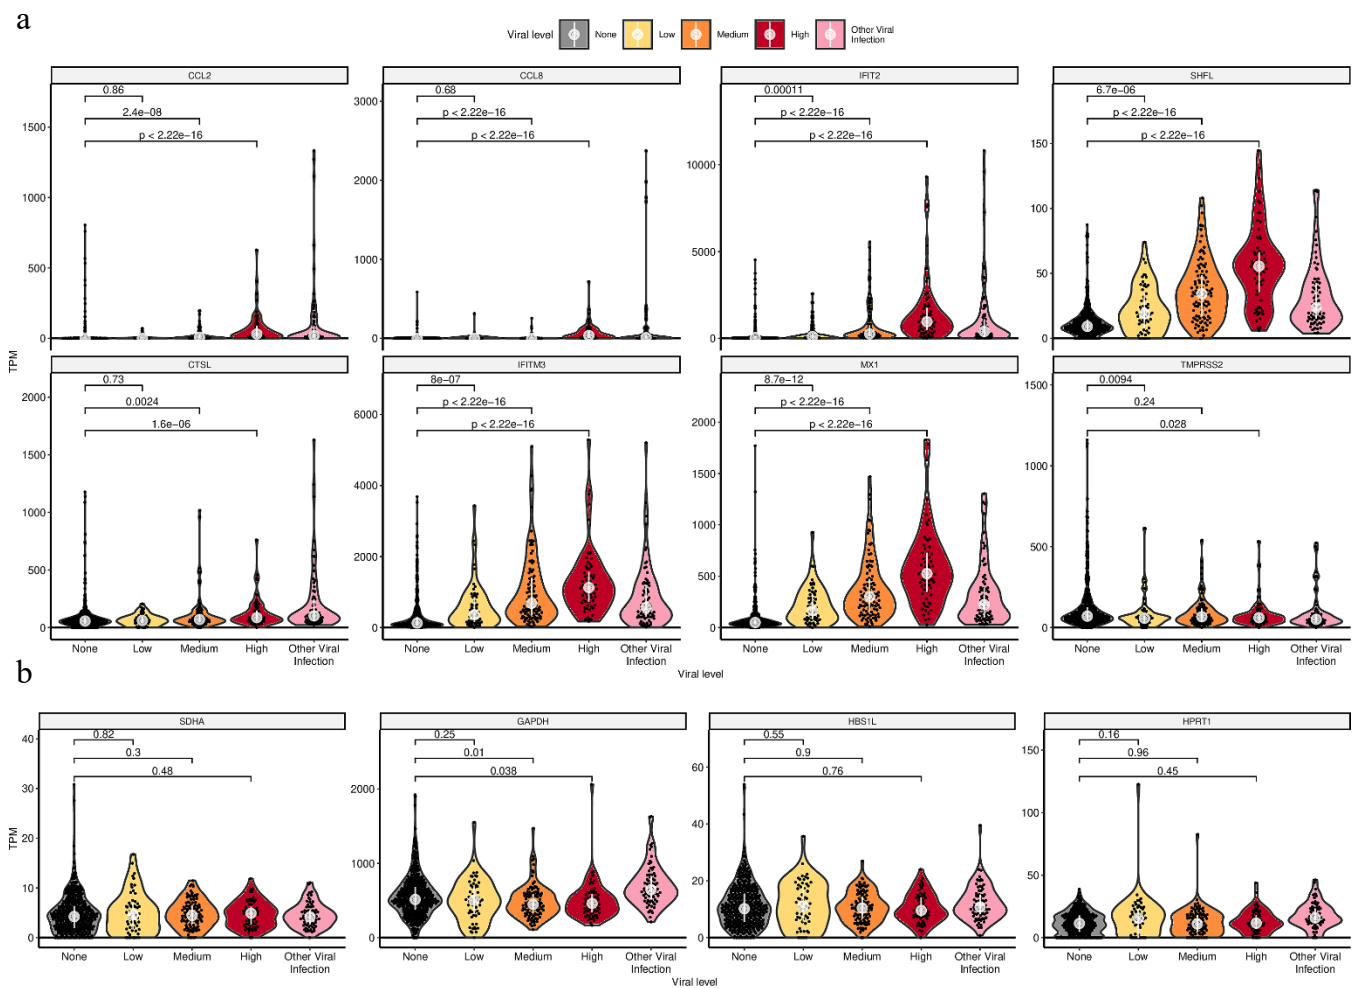 a
Viral level None Low Medium High Other Viral
Infection
CCL2 CCL8 IFIT2 SHFL
0.86
2.4e−08
p < 2.22e−16
1500
1000
500
0
0.68
p < 2.22e−16
p < 2.22e−16
3000
2000
1000
0
0.00011
p < 2.22e−16
p < 2.22e−16
10000
5000
0
6.7e−06
p < 2.22e−16
p < 2.22e−16
150
100
50
0
TPM
CTSL IFITM3 MX1 TMPRSS2
0.73
0.0024
1.6e−06
2000
1500
1000
500
0
8e−07
p < 2.22e−16
p < 2.22e−16
6000
4000
2000
0
8.7e−12
p < 2.22e−16
p < 2.22e−16
2000
1500
1000
500
0
0.0094
0.24
0.028
1500
1000
500
0
None Low Medium High Other Viral
Infection
None Low Medium High Other Viral
Infection
None Low Medium High Other Viral
Infection
None Low Medium High Other Viral
Infection
Viral level
b
SDHA GAPDH HBS1L HPRT1
0.82
0.3
0.48
40
30
20
10
0
0.25
0.01
0.038
2000
1000
0
0.55
0.9
0.76
60
40
20
0
0.16
0.96
0.45
150
100
50
0
TPM
None Low Medium High Other Viral
Infection
None Low Medium High Other Viral
Infection
None Low Medium High Other Viral
Infection
None Low Medium High Other Viral
Infection
Viral level